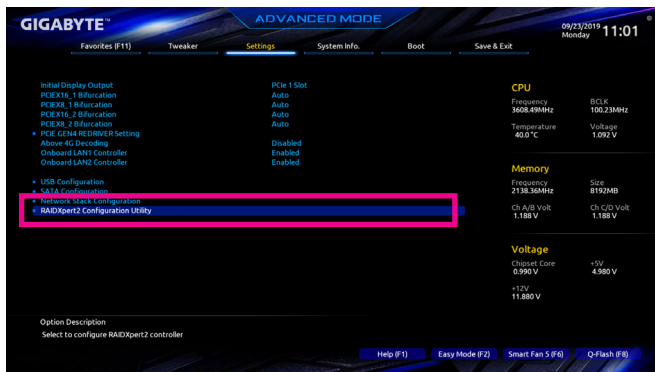 GIGABYTE™
ADVANCED MODE
09/23/2019 Monday 11:01
Favorites (F11) Tweaker Settings System Info. Boot Save & Exit
Initial Display Output PCIe 1 Slot
PCIEX16_1 Bifurcation Auto
PCIEX8_1 Bifurcation Auto
PCIEX16_2 Bifurcation Auto
PCIEX8_2 Bifurcation Auto
PCIE GEN4 REDRIVER Setting
Above 4G Decoding Disabled
Onboard LAN1 Controller Enabled
Onboard LAN2 Controller Enabled
USB Configuration
SATA Configuration
Network Stack Configuration
RAIDXpert2 Configuration Utility
CPU
Frequency BCLK
3608.49MHz 100.23MHz
Temperature Voltage
40.0 °C 1.092 V
Memory
Frequency Size
2138.36MHz 8192MB
Ch A/B Volt Ch C/D Volt
1.188 V 1.188 V
Voltage
Chipset Core +5V
0.990 V 4.980 V
+12V
11.880 V
Option Description
Select to configure RAIDXpert2 controller
Help (F1) Easy Mode (F2) Smart Fan 5 (F6) Q-Flash (F8)